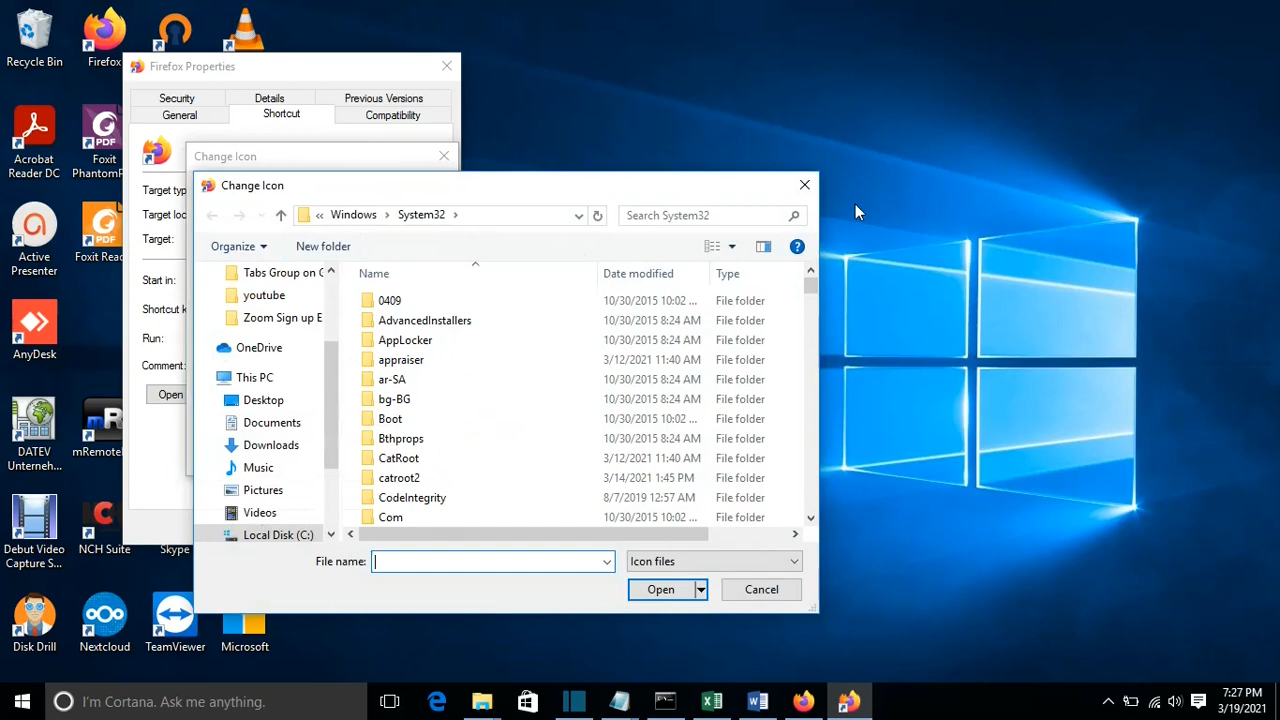 Recycle Bin
Firefox
Acrobat
Reader DC
Foxit
PhantomP
Active
Presenter
Foxit Rea
AnyDesk
DATEV
Unterneh...
mRemote
Debut Video
Capture S...
NCH Suite
Skype
Disk Drill
Nextcloud
TeamViewer
Microsoft
Firefox Properties
Security
Details
Previous Versions
General
Shortcut
Compatibility
Target typ
Target loc
Target:
Start in:
Shortcut k
Run:
Comment:
Open
Change Icon
Change Icon
Windows
System32
Search System32
Organize
New folder
Tabs Group on C
youtube
Zoom Sign up E
OneDrive
This PC
Desktop
Documents
Downloads
Music
Pictures
Videos
Local Disk (C:)
Name Date modified Type
0409 10/30/2015 10:02 ... File folder
AdvancedInstallers 10/30/2015 8:24 AM File folder
AppLocker 10/30/2015 8:24 AM File folder
appraiser 3/12/2021 11:40 AM File folder
ar-SA 10/30/2015 8:24 AM File folder
bg-BG 10/30/2015 8:24 AM File folder
Boot 10/30/2015 10:02 ... File folder
Bthprops 10/30/2015 8:24 AM File folder
CatRoot 3/12/2021 11:40 AM File folder
catroot2 3/14/2021 1:45 PM File folder
CodeIntegrity 8/7/2019 12:57 AM File folder
Com 10/30/2015 10:02 ... File folder
File name:
Icon files
Open
Cancel
I'm Cortana. Ask me anything.
7:27 PM
3/19/2021